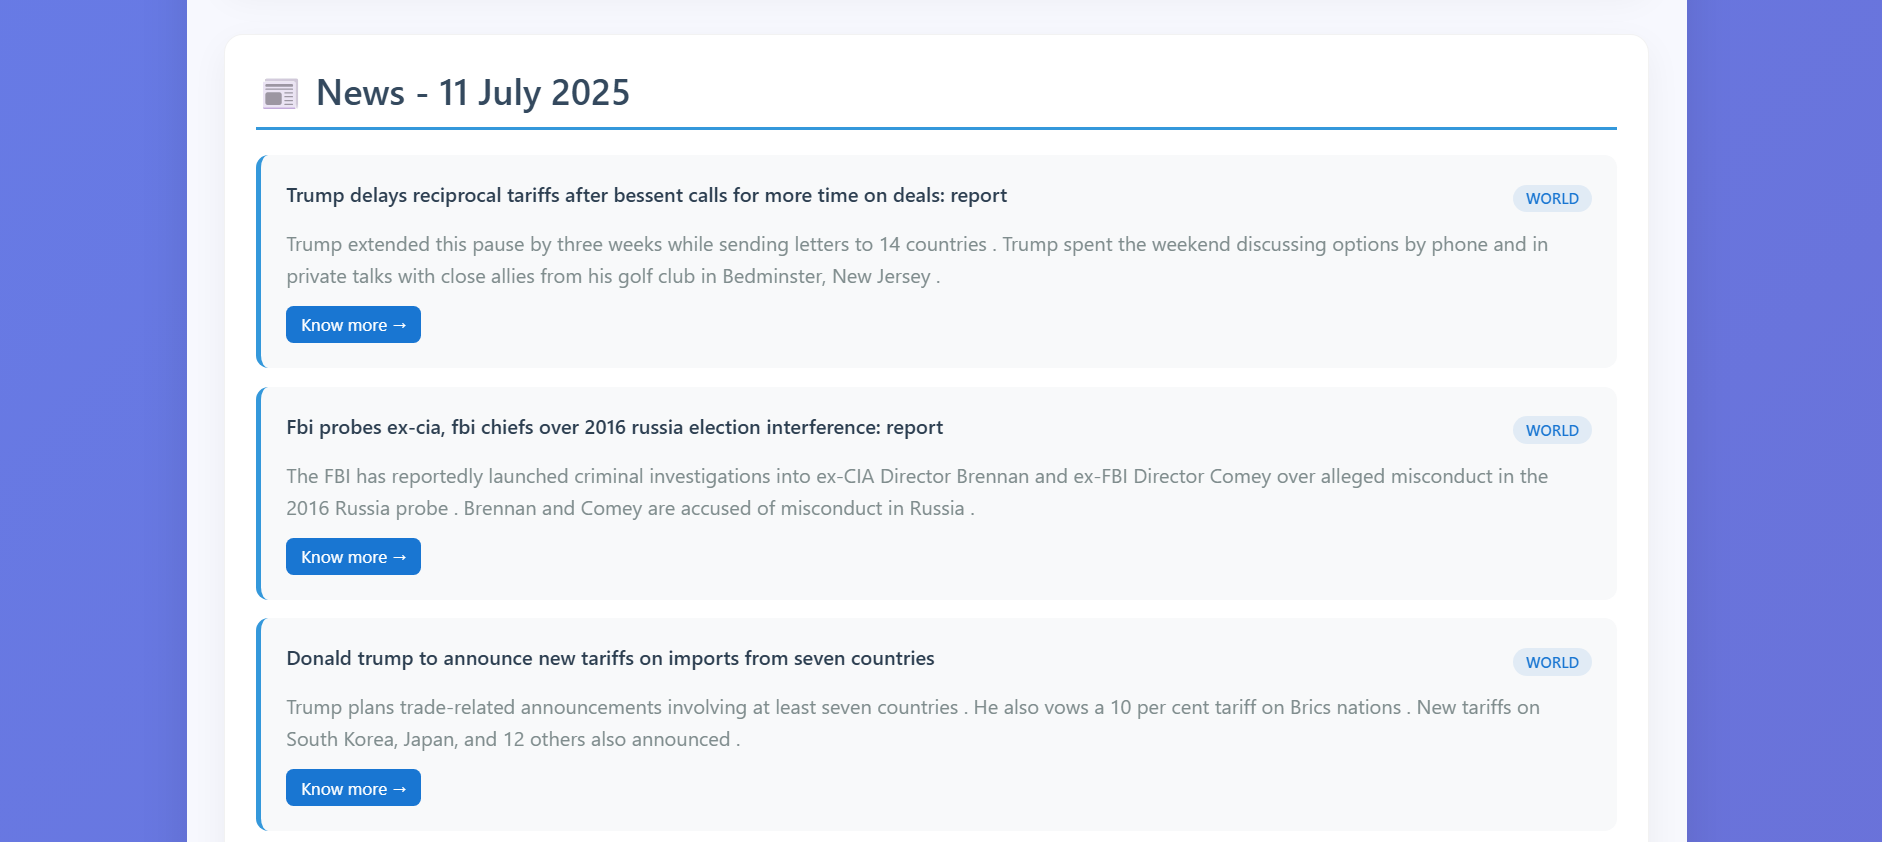 News - 11 July 2025
Trump delays reciprocal tariffs after bessent calls for more time on deals: report
WORLD
Trump extended this pause by three weeks while sending letters to 14 countries . Trump spent the weekend discussing options by phone and in
private talks with close allies from his golf club in Bedminster, New Jersey .
Know more →
Fbi probes ex-cia, fbi chiefs over 2016 russia election interference: report
WORLD
The FBI has reportedly launched criminal investigations into ex-CIA Director Brennan and ex-FBI Director Comey over alleged misconduct in the
2016 Russia probe . Brennan and Comey are accused of misconduct in Russia .
Know more →
Donald trump to announce new tariffs on imports from seven countries
WORLD
Trump plans trade-related announcements involving at least seven countries . He also vows a 10 per cent tariff on Brics nations . New tariffs on
South Korea, Japan, and 12 others also announced .
Know more →